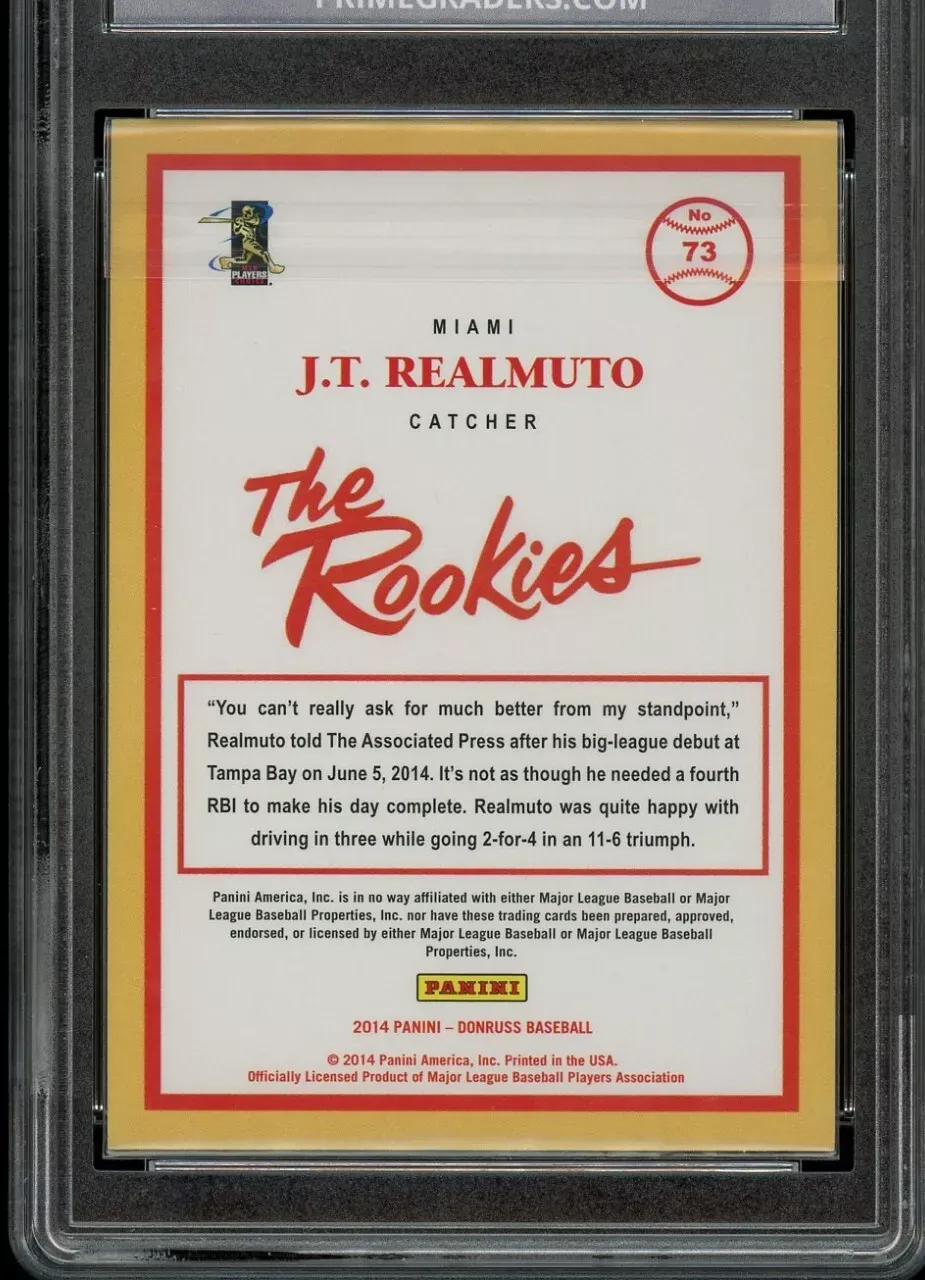 PRIMEGRADERS.COM
No
73
PLAYERS
MIAMI
J.T. REALMUTO
CATCHER
The
Rookies
“You can’t really ask for much better from my standpoint,”
Realmuto told The Associated Press after his big-league debut at
Tampa Bay on June 5, 2014. It’s not as though he needed a fourth
RBI to make his day complete. Realmuto was quite happy with
driving in three while going 2-for-4 in an 11-6 triumph.
Panini America, Inc. is in no way affiliated with either Major League Baseball or Major
League Baseball Properties, Inc. nor have these trading cards been prepared, approved,
endorsed, or licensed by either Major League Baseball or Major League Baseball
Properties, Inc.
PANINI
2014 PANINI – DONRUSS BASEBALL
© 2014 Panini America, Inc. Printed in the USA.
Officially Licensed Product of Major League Baseball Players Association